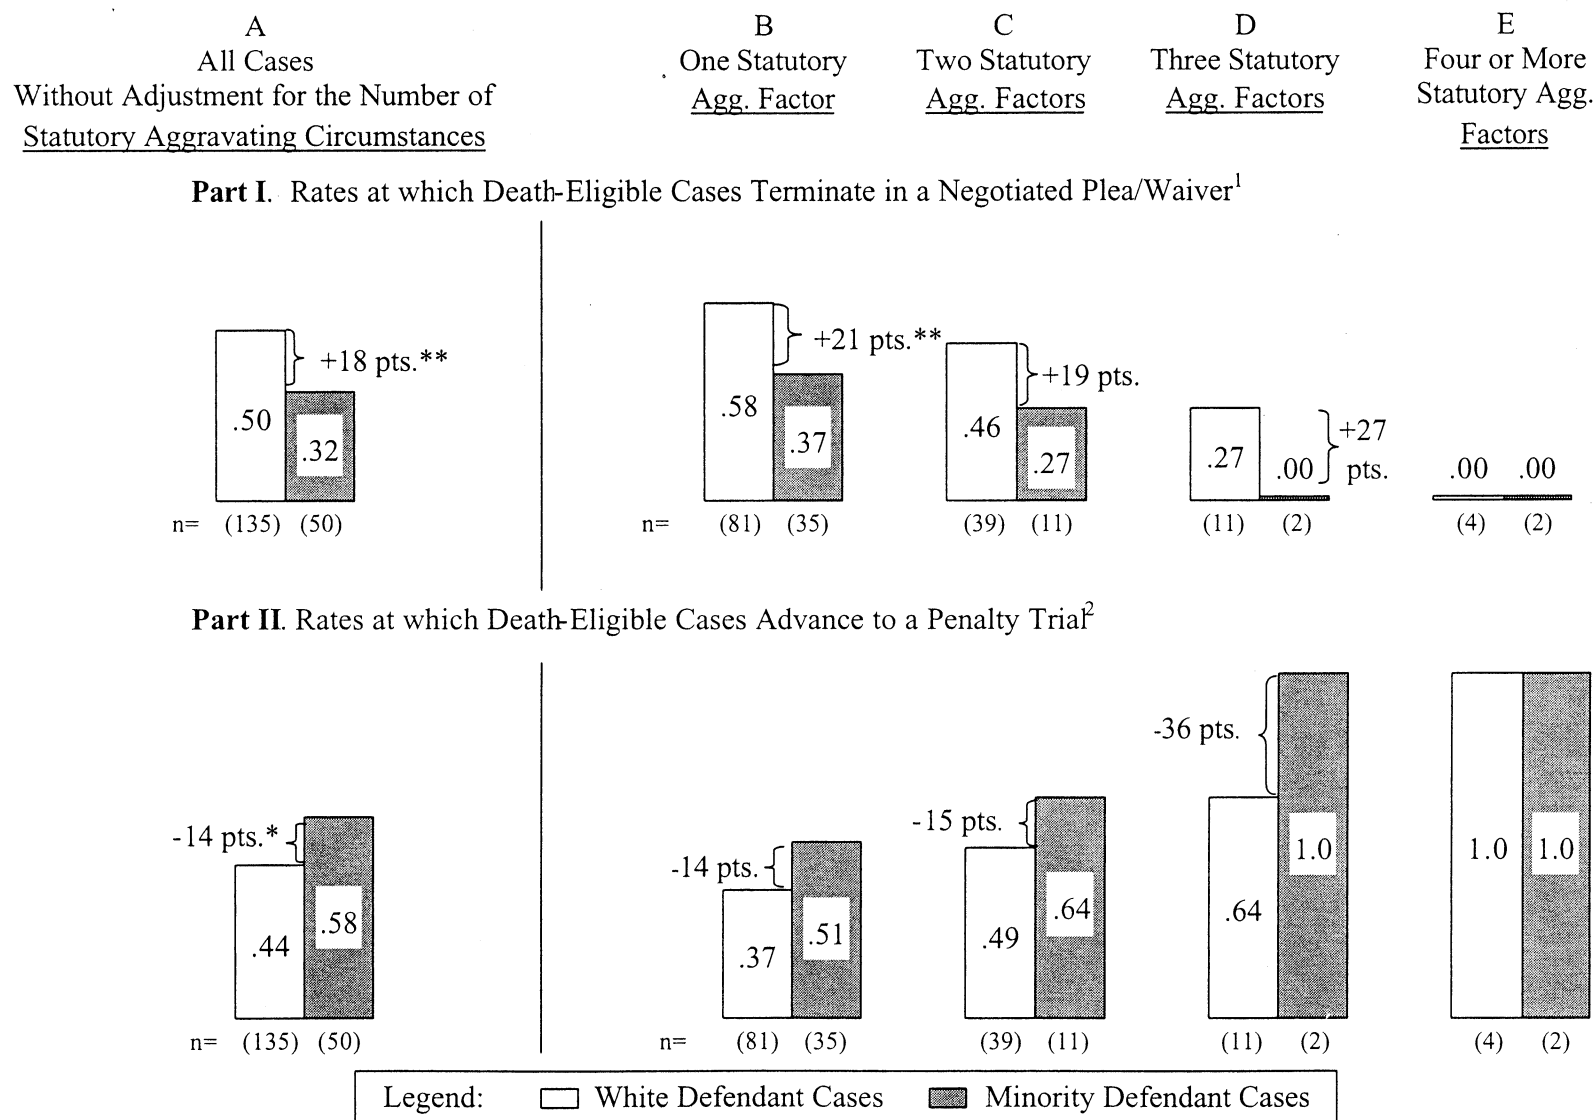 A B C D E
All Cases One Statutory Two Statutory Three Statutory Four or More
Without Adjustment for the Number of Agg. Factor Agg. Factors Agg. Factors Statutory Agg.
Statutory Aggravating Circumstances Factors
Part I. Rates at which Death-Eligible Cases Terminate in a Negotiated Plea/Waiver¹
+18 pts.** +21 pts.** +19 pts. +27 pts.
.50 .32 .58 .37 .46 .27 .27 .00 .00 .00
n= (135) (50) n= (81) (35) (39) (11) (11) (2) (4) (2)
Part II. Rates at which Death-Eligible Cases Advance to a Penalty Trial²
-14 pts.* -14 pts. -15 pts. -36 pts.
.44 .58 .37 .51 .49 .64 .64 1.0 1.0 1.0
n= (135) (50) n= (81) (35) (39) (11) (11) (2) (4) (2)
Legend: White Defendant Cases Minority Defendant Cases